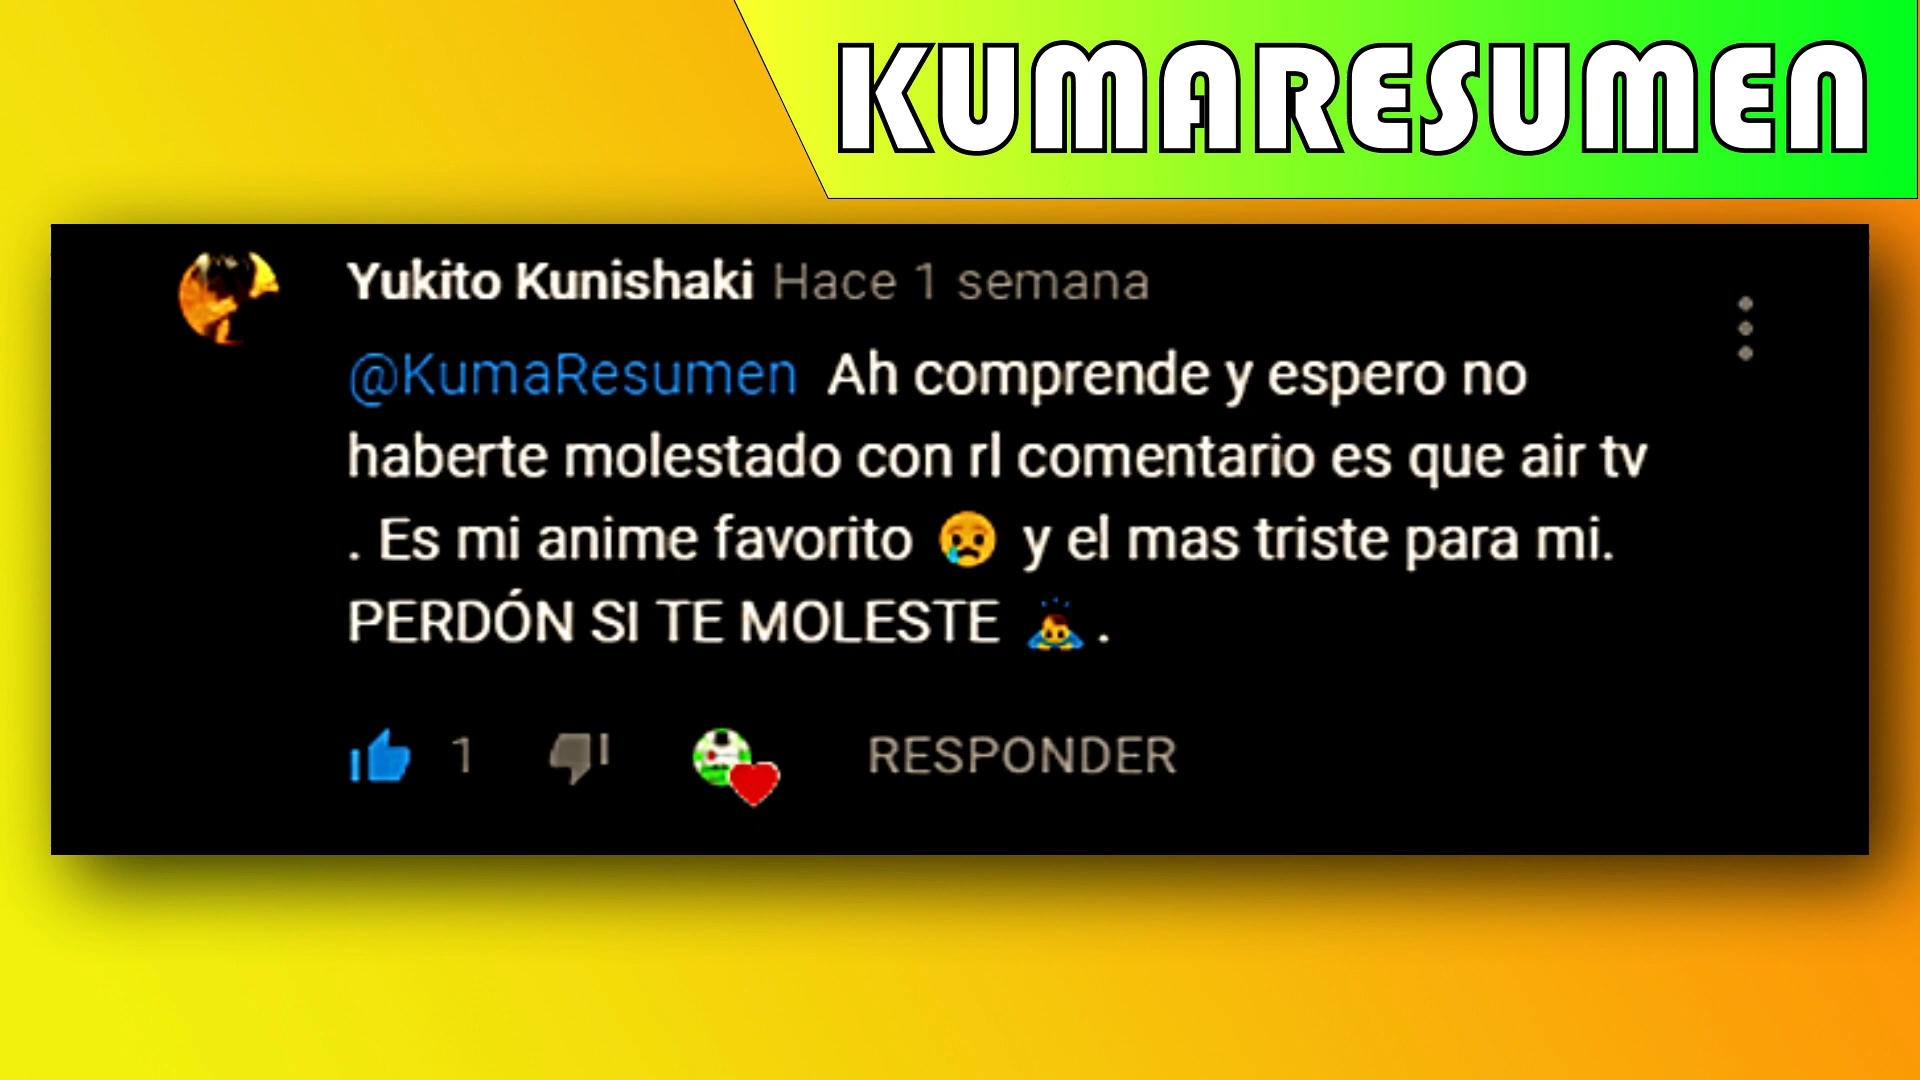 KUMARESUMEN
Yukito Kunishaki Hace 1 semana
@KumaResumen Ah comprende y espero no
haberte molestado con rl comentario es que air tv
. Es mi anime favorito 😥 y el mas triste para mi.
PERDÓN SI TE MOLESTE 🙇 .
1 RESPONDER